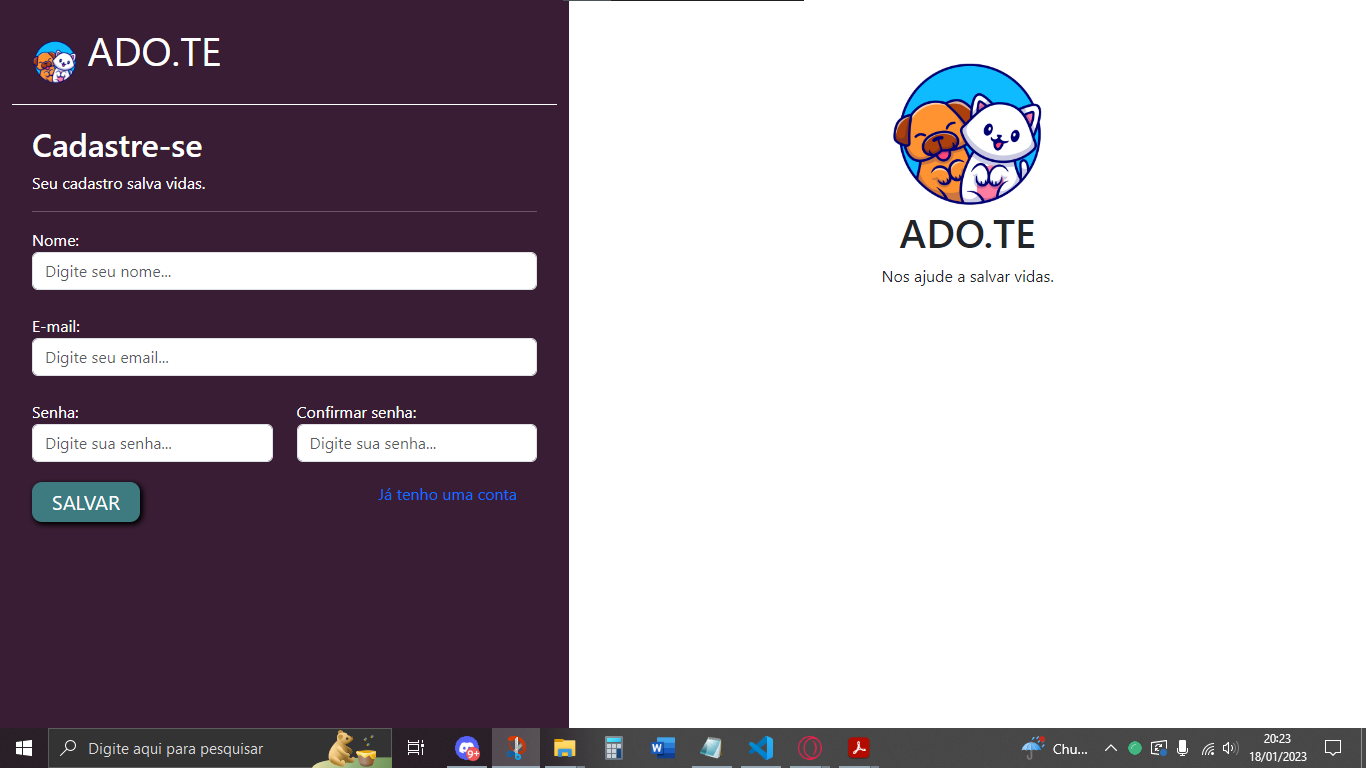 ADO.TE
Cadastre-se
Seu cadastro salva vidas.
Nome:
Digite seu nome...
E-mail:
Digite seu email...
Senha:
Confirmar senha:
Digite sua senha...
Digite sua senha...
SALVAR
Já tenho uma conta
ADO.TE
Nos ajude a salvar vidas.
Digite aqui para pesquisar
9+
Chu...
20:23
18/01/2023